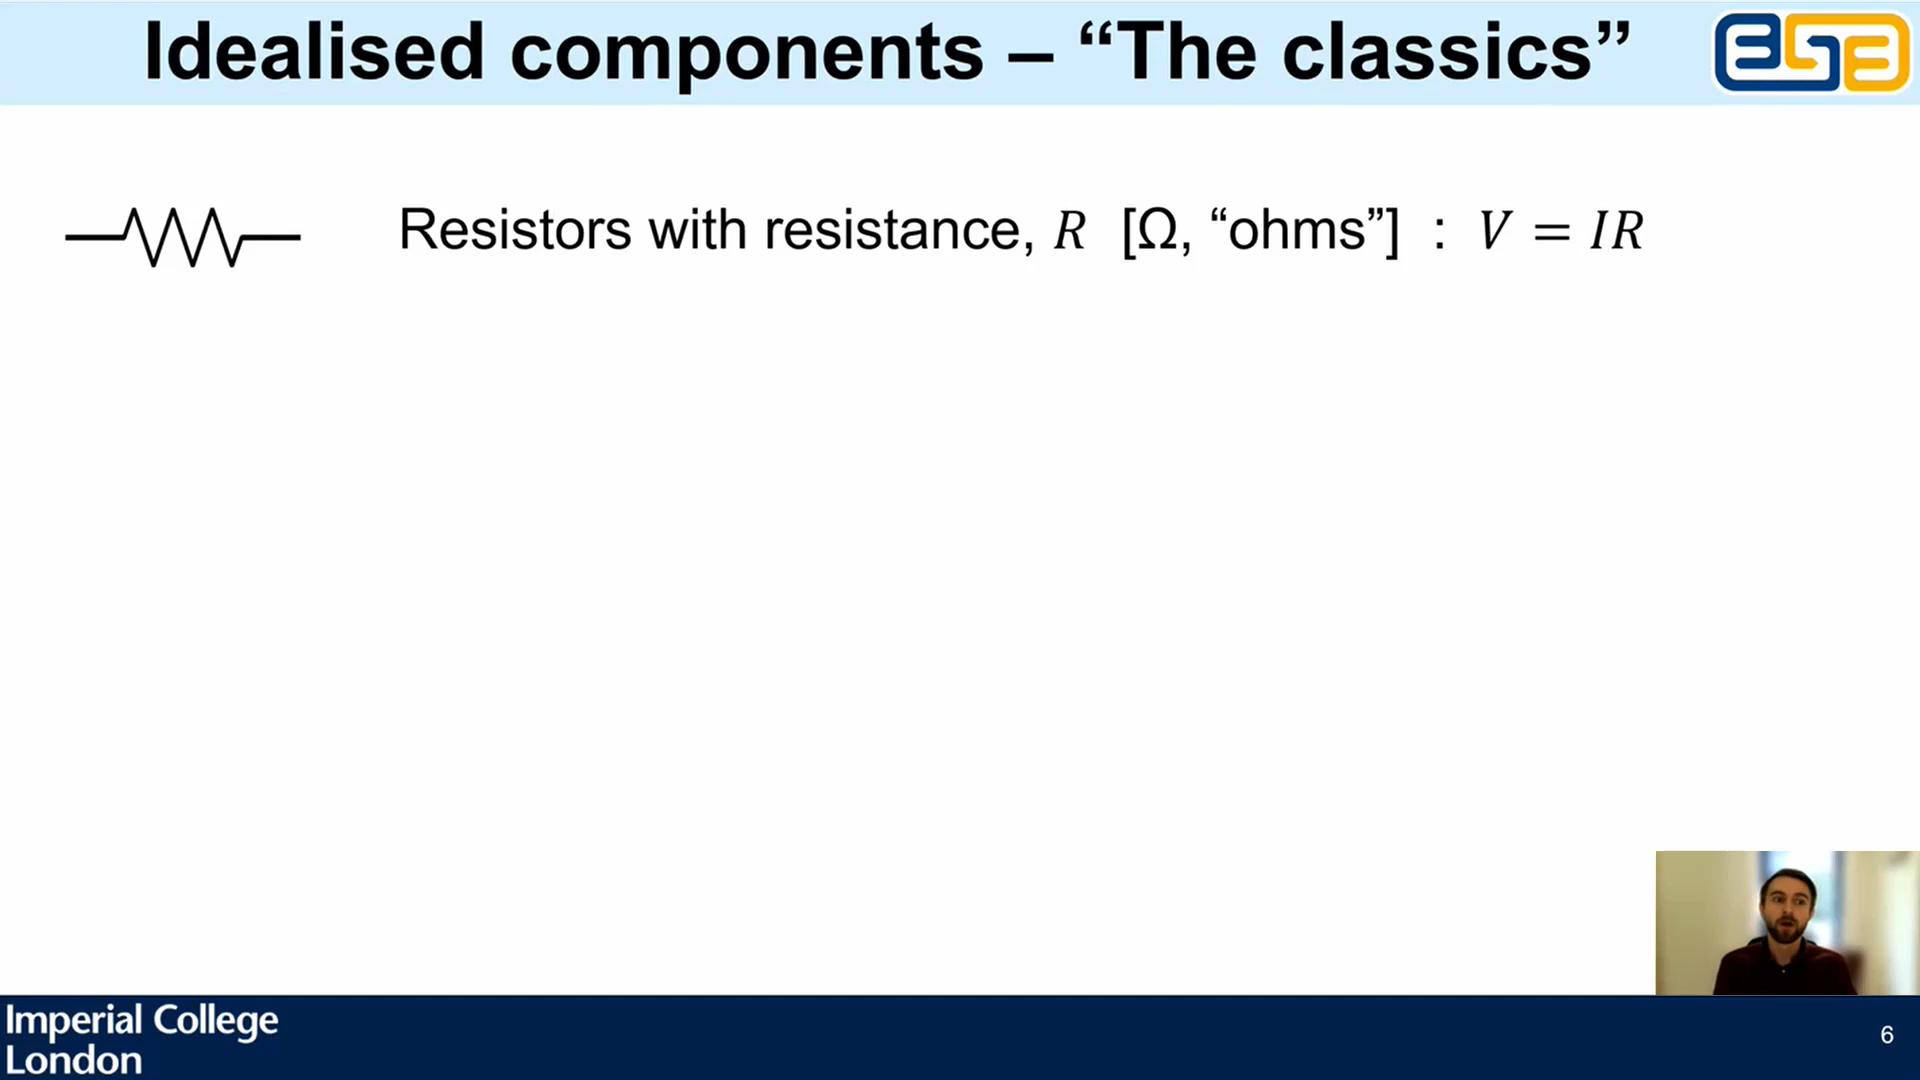 Idealised components – “The classics”
Resistors with resistance, R [Ω, “ohms”] : V = IR
Imperial College
London
6